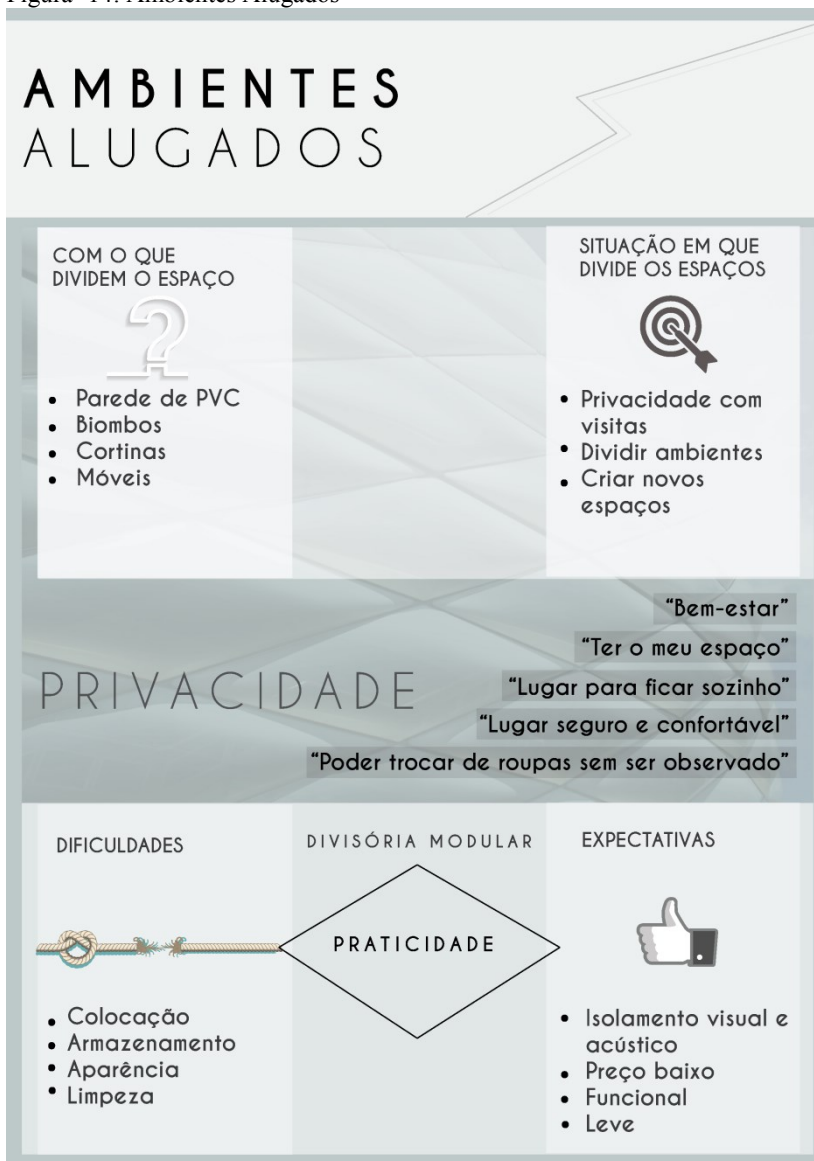 AMBIENTES
ALUGADOS
COM O QUE
DIVIDEM O ESPAÇO
• Parede de PVC
• Biombos
• Cortinas
• Móveis
SITUAÇÃO EM QUE
DIVIDE OS ESPAÇOS
• Privacidade com
visitas
• Dividir ambientes
• Criar novos
espaços
PRIVACIDADE
“Bem-estar”
“Ter o meu espaço”
“Lugar para ficar sozinho”
“Lugar seguro e confortável”
“Poder trocar de roupas sem ser observado”
DIFICULDADES
• Colocação
• Armazenamento
• Aparência
• Limpeza
DIVISÓRIA MODULAR
PRATICIDADE
EXPECTATIVAS
• Isolamento visual e
acústico
• Preço baixo
• Funcional
• Leve